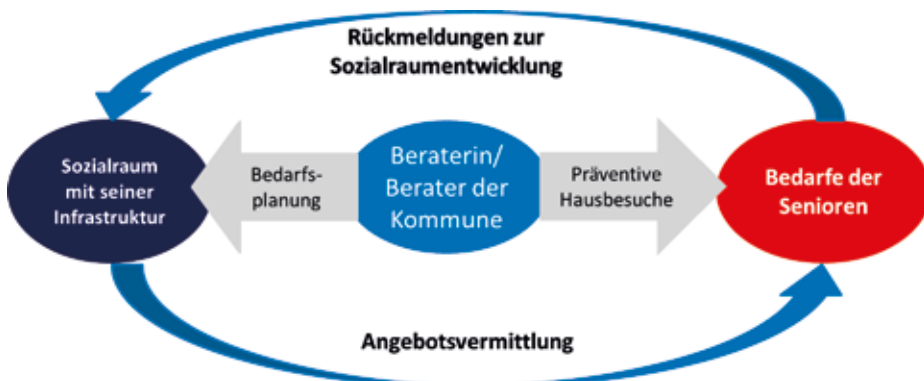 Rückmeldungen zur
Sozialraumentwicklung
Sozialraum
mit seiner
Infrastruktur
Bedarfs-
planung
Beraterin/
Berater der
Kommune
Präventive
Hausbesuche
Bedarfe der
Senioren
Angebotsvermittlung